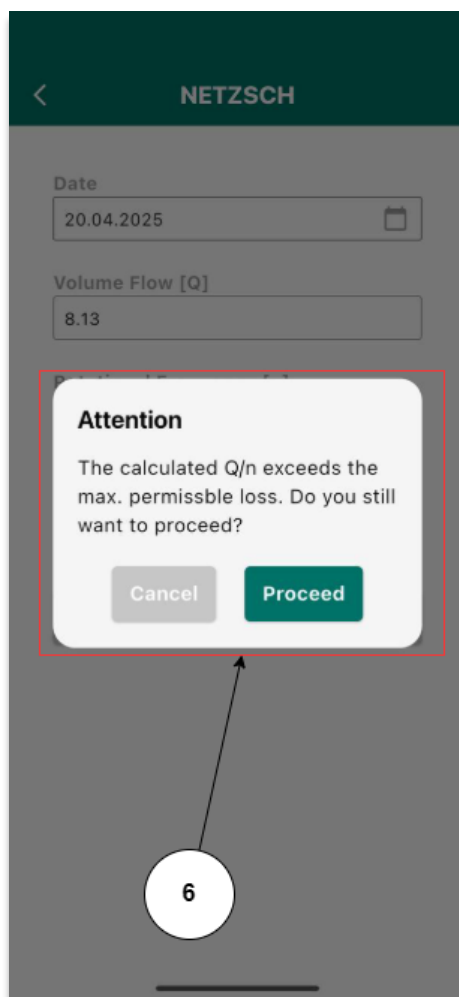 NETZSCH
Date
20.04.2025
Volume Flow [Q]
8.13
Attention
The calculated Q/n exceeds the
max. permissble loss. Do you still
want to proceed?
Cancel
Proceed
6